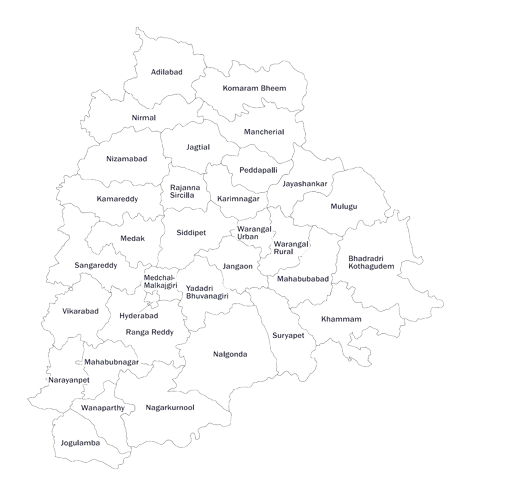 Adilabad
Komaram Bheem
Nirmal
Mancherial
Jagtial
Nizamabad
Peddapalli
Jayashankar
Rajanna
Sircilla
Kamareddy
Karimnagar
Mulugu
Medak
Siddipet
Warangal
Urban
Warangal
Rural
Bhadradri
Kothagudem
Sangareddy
Jangaon
Mahabubabad
Medchal-
Malkajgiri
Yadadri
Bhuvanagiri
Vikarabad
Hyderabad
Khammam
Ranga Reddy
Suryapet
Nalgonda
Mahabubnagar
Narayanpet
Wanaparthy
Nagarkurnool
Jogulamba